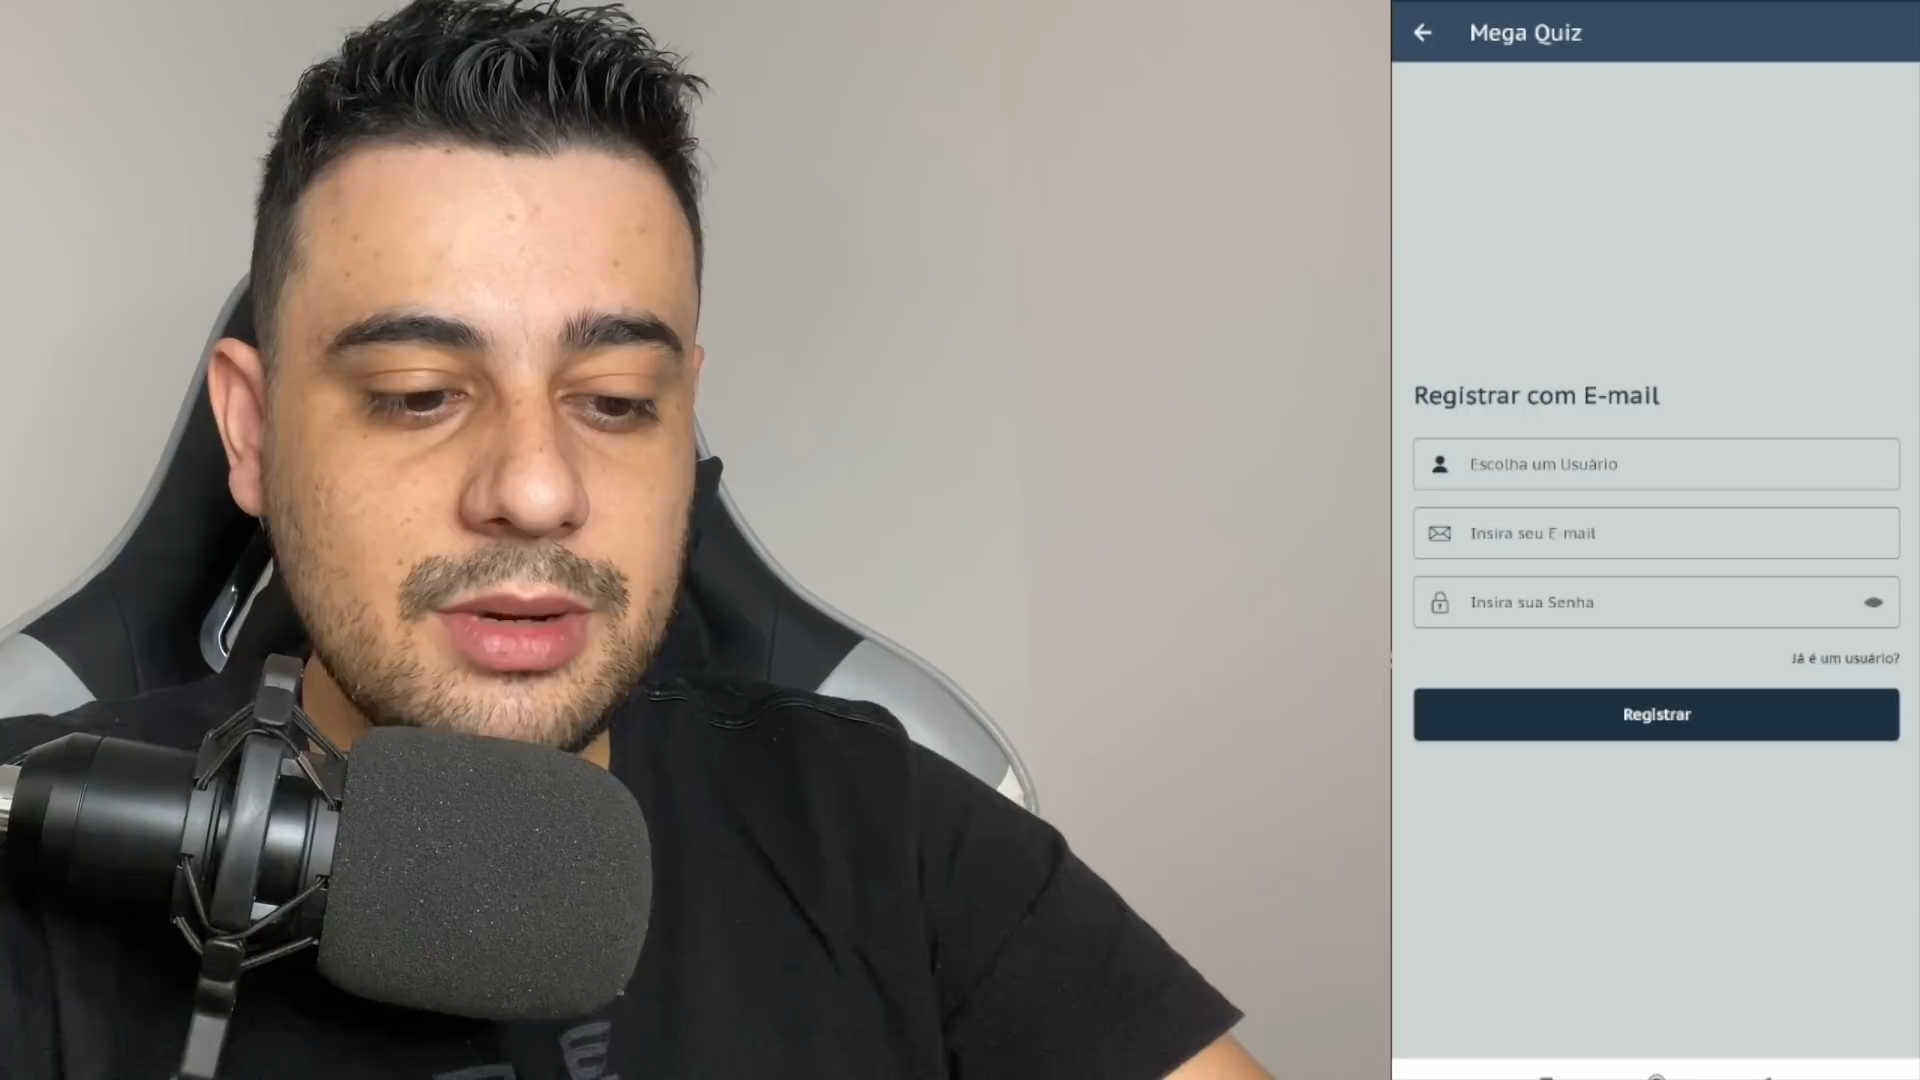 Mega Quiz
Registrar com E-mail
Escolha um Usuário
Insira seu E-mail
Insira sua Senha
Já é um usuário?
Registrar